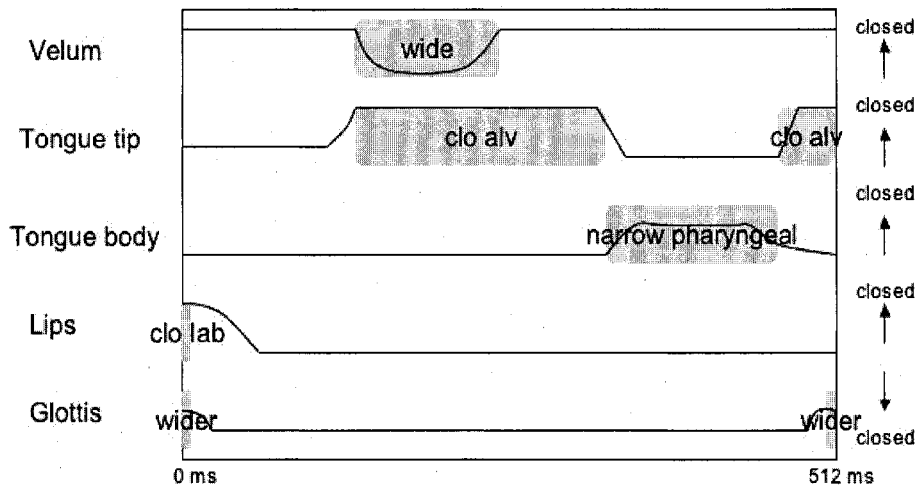 Velum
wide
closed
Tongue tip
clo alv
clo alv
closed
Tongue body
narrow pharyngeal
closed
Lips
clo lab
closed
Glottis
wider
wider
closed
0 ms
512 ms